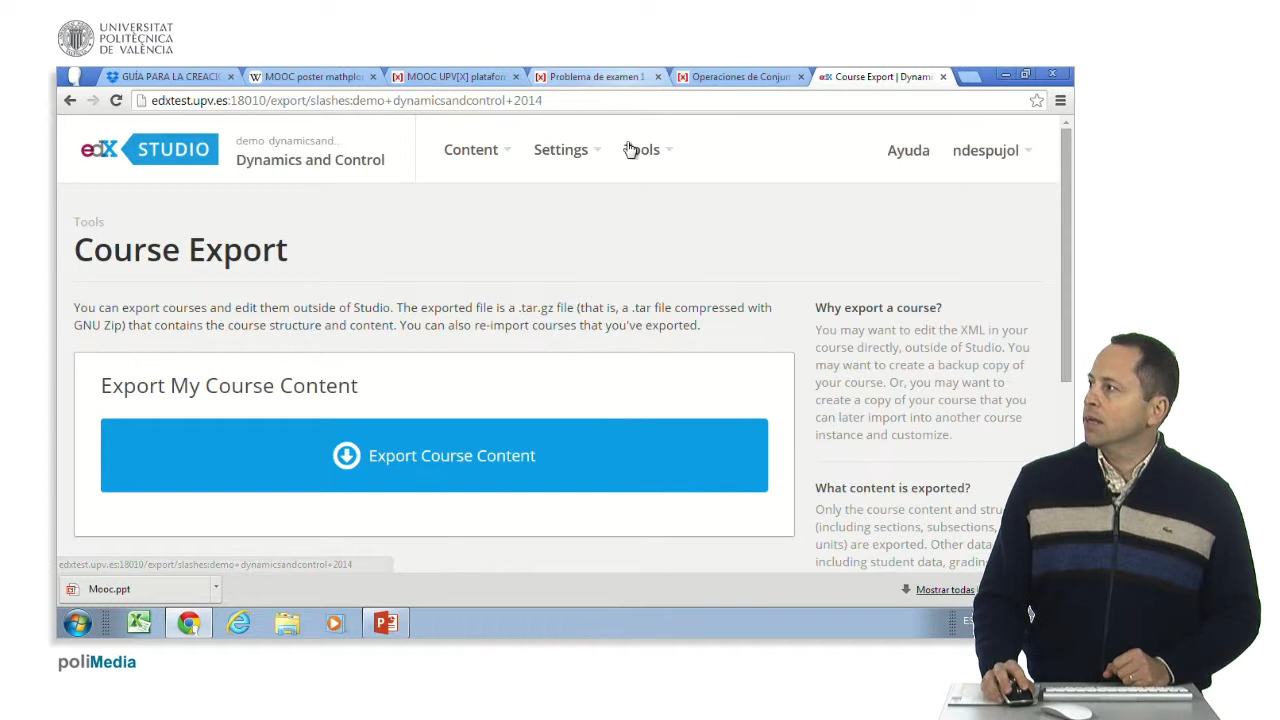 UNIVERSITAT
POLITÈCNICA
DE VALÈNCIA
GUÍA PARA LA CREACIÓ
MOOC poster mathplo
MOOC UPV[X] plataform
Problema de examen 1
Operaciones de Conjun
edX Course Export | Dynami
edxtest.upv.es:18010/export/slashes:demo+dynamicsandcontrol+2014
edX STUDIO
demo dynamicsand..
Dynamics and Control
Content
Settings
Ayuda
ndespujol
Tools
Course Export
You can export courses and edit them outside of Studio. The exported file is a .tar.gz file (that is, a .tar file compressed with
GNU Zip) that contains the course structure and content. You can also re-import courses that you've exported.
Export My Course Content
Export Course Content
Why export a course?
You may want to edit the XML in your
course directly, outside of Studio. You
may want to create a backup copy of
your course. Or, you may want to
create a copy of your course that you
can later import into another course
instance and customize.
What content is exported?
Only the course content and stru
(including sections, subsections,
units) are exported. Other data,
including student data, grading
edxtest.upv.es:18010/export/slashes:demo+dynamicsandcontrol+2014
Mooc.ppt
Mostrar todas
ES
poliMedia